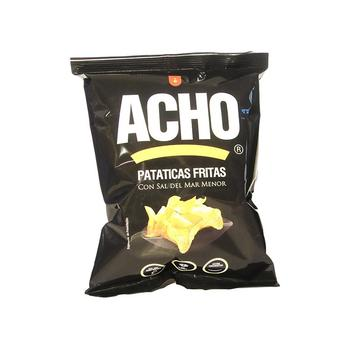 ACHO
®
PATATICAS FRITAS
CON SAL DEL MAR MENOR